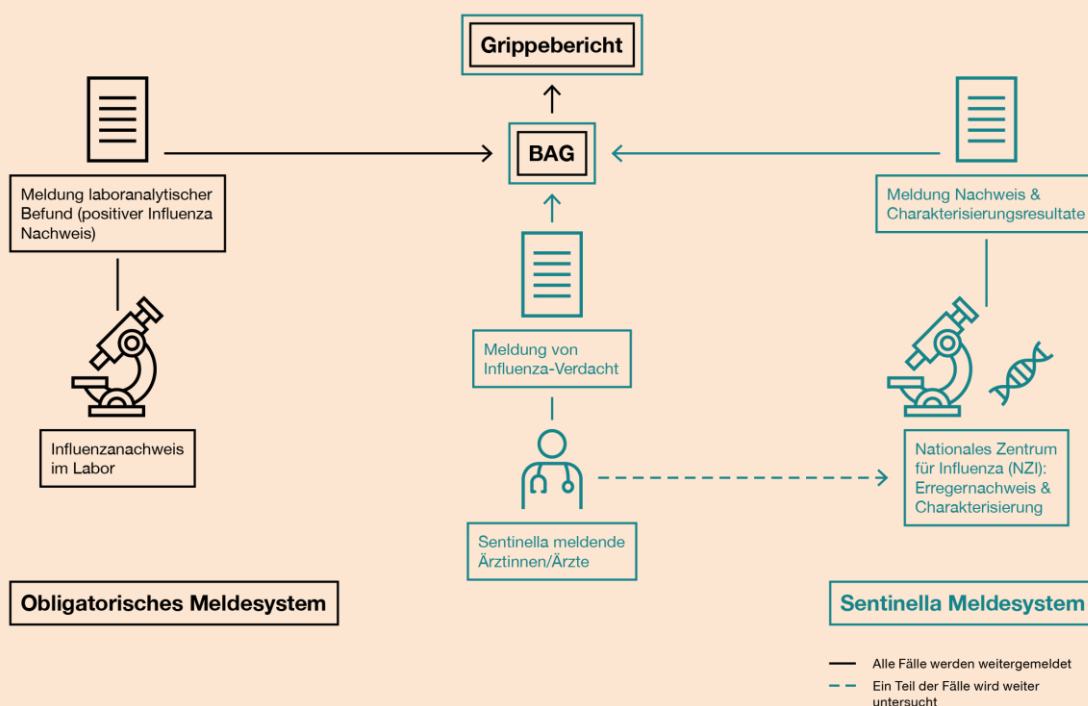 Grippebericht
BAG
Meldung laboranalytischer
Befund (positiver Influenza
Nachweis)
Meldung Nachweis &
Charakterisierungsresultate
Meldung von
Influenza-Verdacht
Influenzanachweis
im Labor
Nationales Zentrum
für Influenza (NZI):
Erregernachweis &
Charakterisierung
Sentinella meldende
Ärztinnen/Ärzte
Obligatorisches Meldesystem
Sentinella Meldesystem
Alle Fälle werden weitergemeldet
Ein Teil der Fälle wird weiter
untersucht